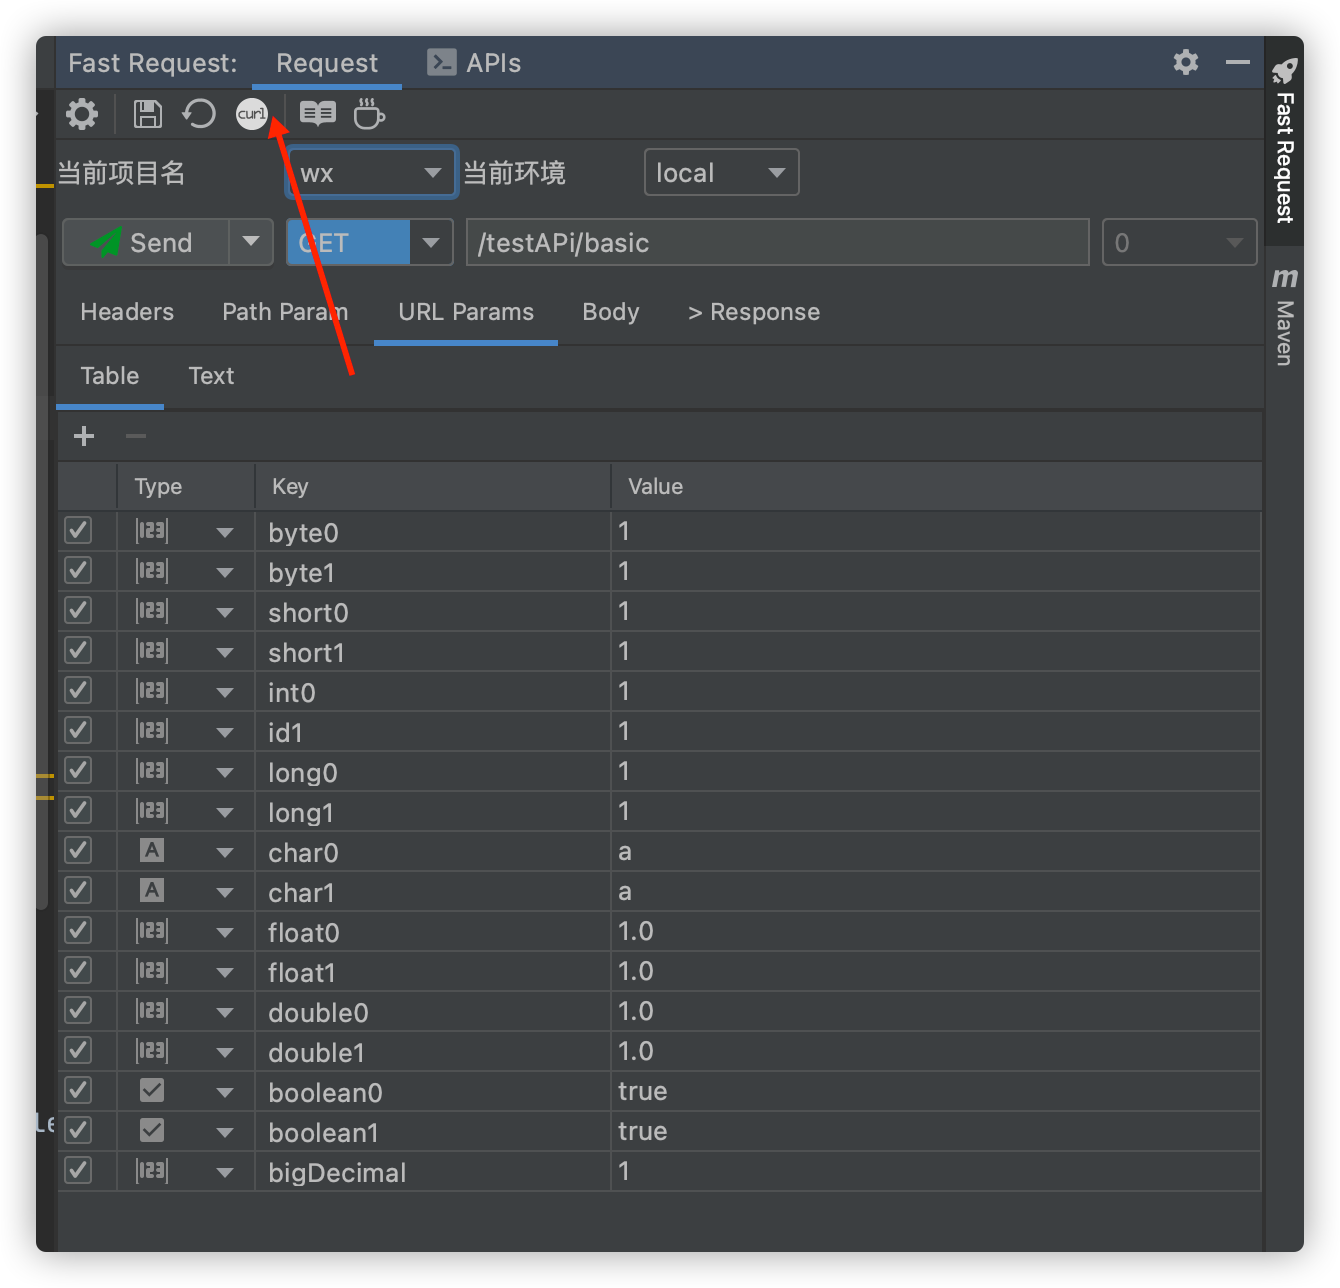 Fast Request: Request APIs
curl
当前项目名 wx 当前环境 local
Send GET /testAPi/basic 0
Headers Path Param URL Params Body > Response
Table Text
Type Key Value
123 byte0 1
123 byte1 1
123 short0 1
123 short1 1
123 int0 1
123 id1 1
123 long0 1
123 long1 1
A char0 a
A char1 a
123 float0 1.0
123 float1 1.0
123 double0 1.0
123 double1 1.0
boolean0 true
boolean1 true
123 bigDecimal 1
Fast Request
m Maven